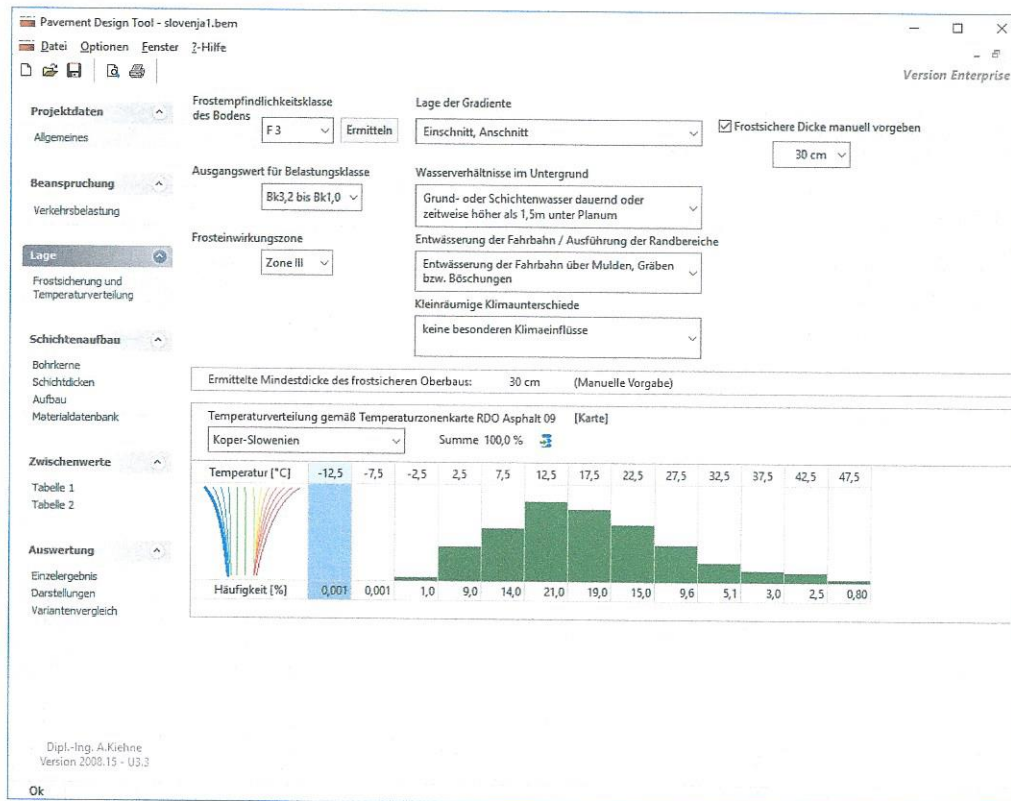 Pavement Design Tool - slovenja1.bem
Datei Optionen Fenster ?-Hilfe
Version Enterprise
Projektdaten
Allgemeines
Beanspruchung
Verkehrsbelastung
Lage
Frostsicherung und
Temperaturverteilung
Schichtenaufbau
Bohrkerne
Schichtdicken
Aufbau
Materialdatenbank
Zwischenwerte
Tabelle 1
Tabelle 2
Auswertung
Einzelergebnis
Darstellungen
Variantenvergleich
Dipl.-Ing. A.Kiehne
Version 2008.15 - U3.3
Ok
Frostempfindlichkeitsklasse
des Bodens
F 3
Ermitteln
Ausgangswert für Belastungsklasse
Bk3,2 bis Bk1,0
Frosteinwirkungszone
Zone III
Lage der Gradiente
Einschnitt, Anschnitt
Wasserverhältnisse im Untergrund
Grund- oder Schichtenwasser dauernd oder
zeitweise höher als 1,5m unter Planum
Entwässerung der Fahrbahn / Ausführung der Randbereiche
Entwässerung der Fahrbahn über Mulden, Gräben
bzw. Böschungen
Kleinräumige Klimaunterschiede
keine besonderen Klimaeinflüsse
Frostsichere Dicke manuell vorgeben
30 cm
Ermittelte Mindestdicke des frostsicheren Oberbaus: 30 cm (Manuelle Vorgabe)
Temperaturverteilung gemäß Temperaturzonenkarte RDO Asphalt 09 [Karte]
Koper-Slowenien Summe 100,0 %
Temperatur [°C] -12,5 -7,5 -2,5 2,5 7,5 12,5 17,5 22,5 27,5 32,5 37,5 42,5 47,5
Häufigkeit [%] 0,001 0,001 1,0 9,0 14,0 21,0 19,0 15,0 9,6 5,1 3,0 2,5 0,80